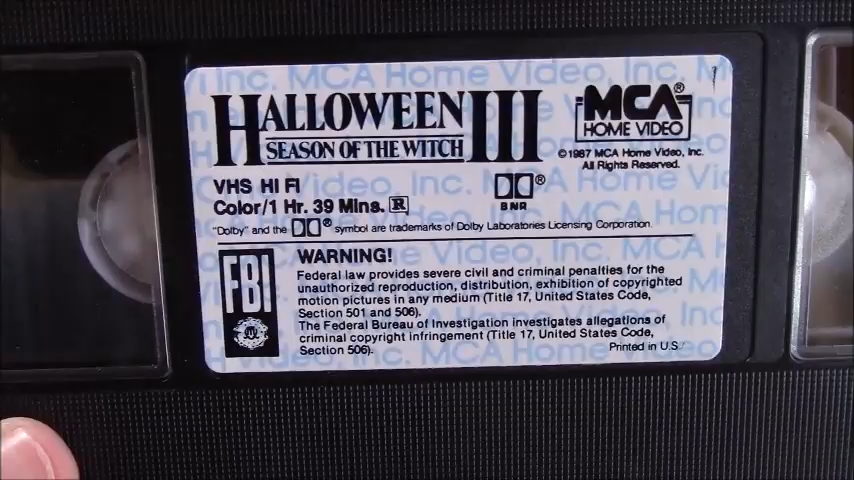 HALLOWEEN III
SEASON OF THE WITCH
MCA®
HOME VIDEO
©1987 MCA Home Video, Inc.
All Rights Reserved.
VHS HI FI
Color/1 Hr. 39 Mins. R
®
B NR
"Dolby" and the ® symbol are trademarks of Dolby Laboratories Licensing Corporation.
FBI
WARNING!
Federal law provides severe civil and criminal penalties for the
unauthorized reproduction, distribution, exhibition of copyrighted
motion pictures in any medium (Title 17, United States Code,
Section 501 and 506).
The Federal Bureau of Investigation investigates allegations of
criminal copyright infringement (Title 17, United States Code,
Section 506).
Printed in U.S.